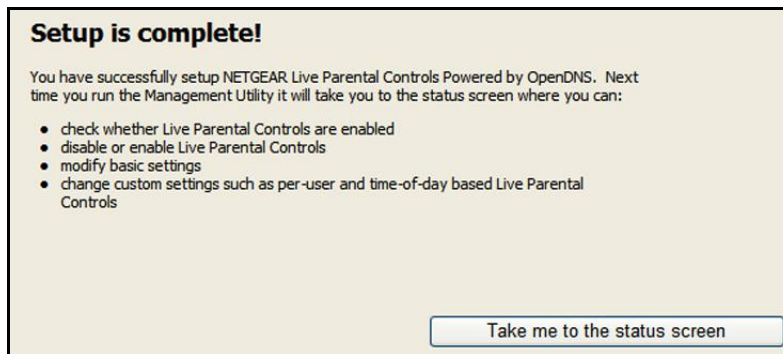 Setup is complete!
You have successfully setup NETGEAR Live Parental Controls Powered by OpenDNS. Next
time you run the Management Utility it will take you to the status screen where you can:
● check whether Live Parental Controls are enabled
● disable or enable Live Parental Controls
● modify basic settings
● change custom settings such as per-user and time-of-day based Live Parental
Controls
Take me to the status screen